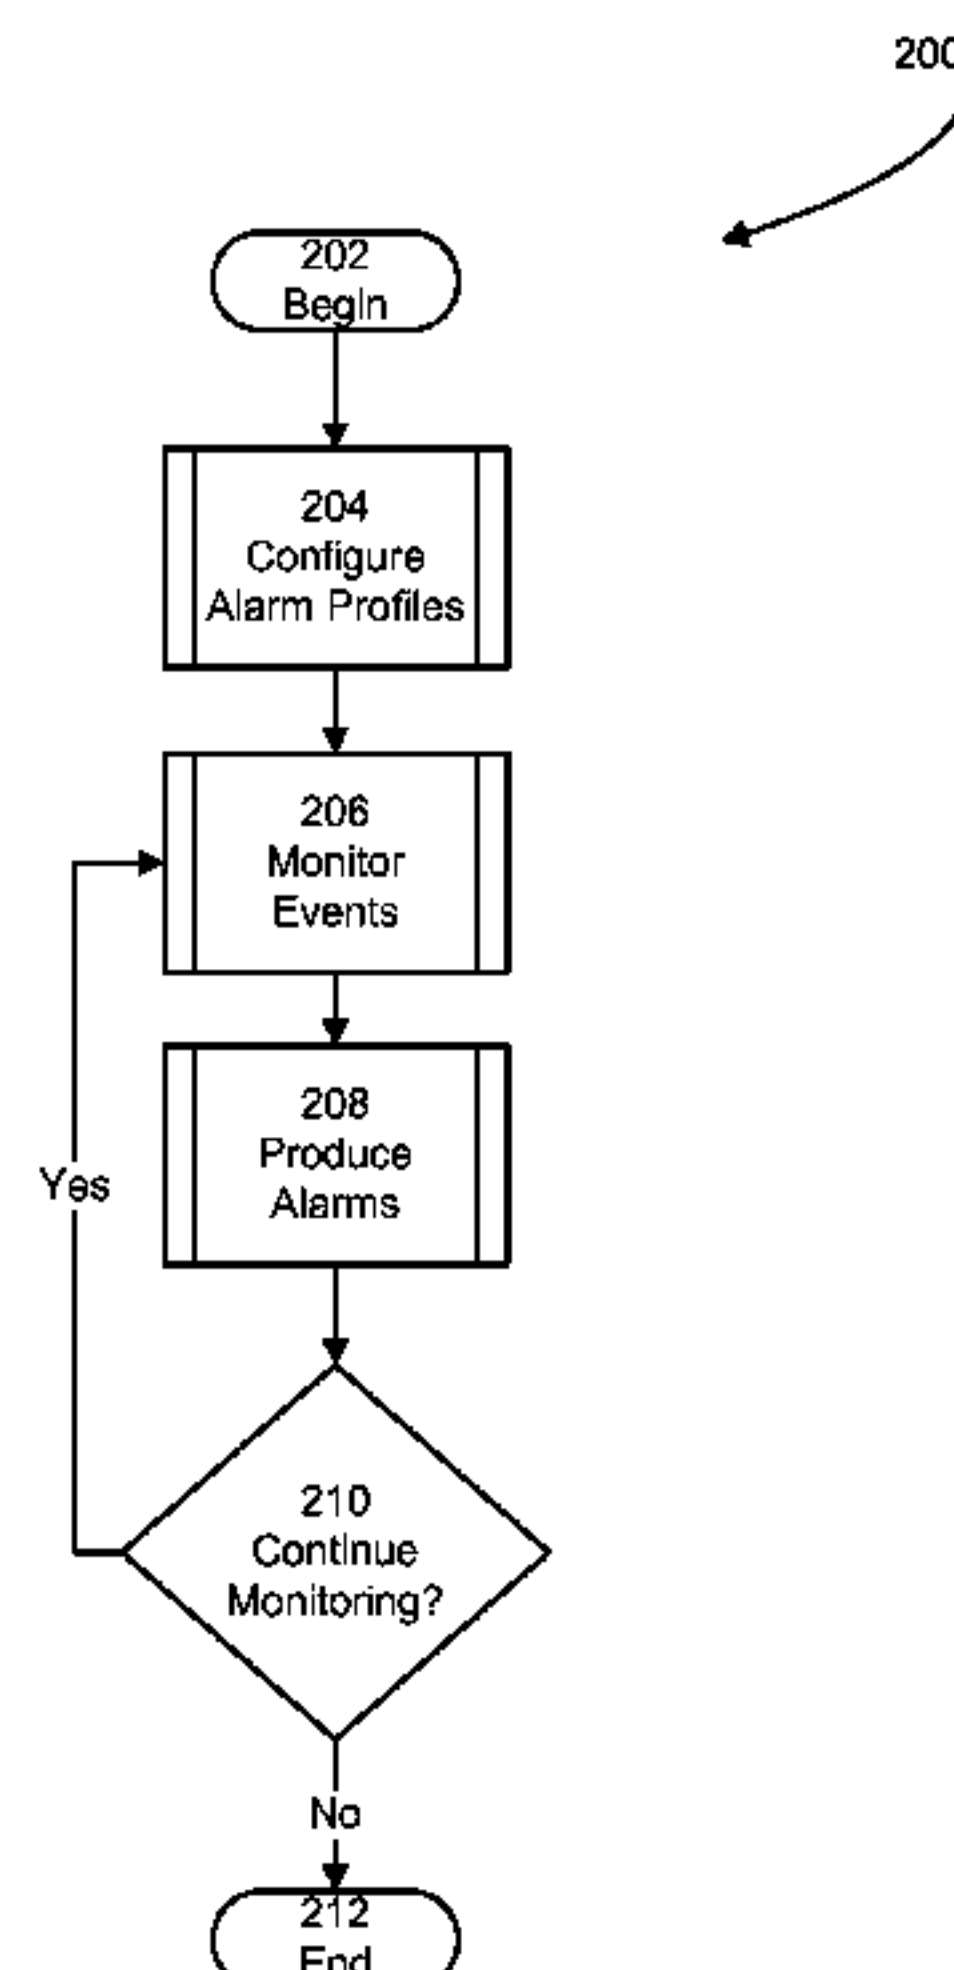 200
202
Begin
204
Configure
Alarm Profiles
206
Monitor
Events
208
Produce
Alarms
Yes
210
Continue
Monitoring?
No
212
End